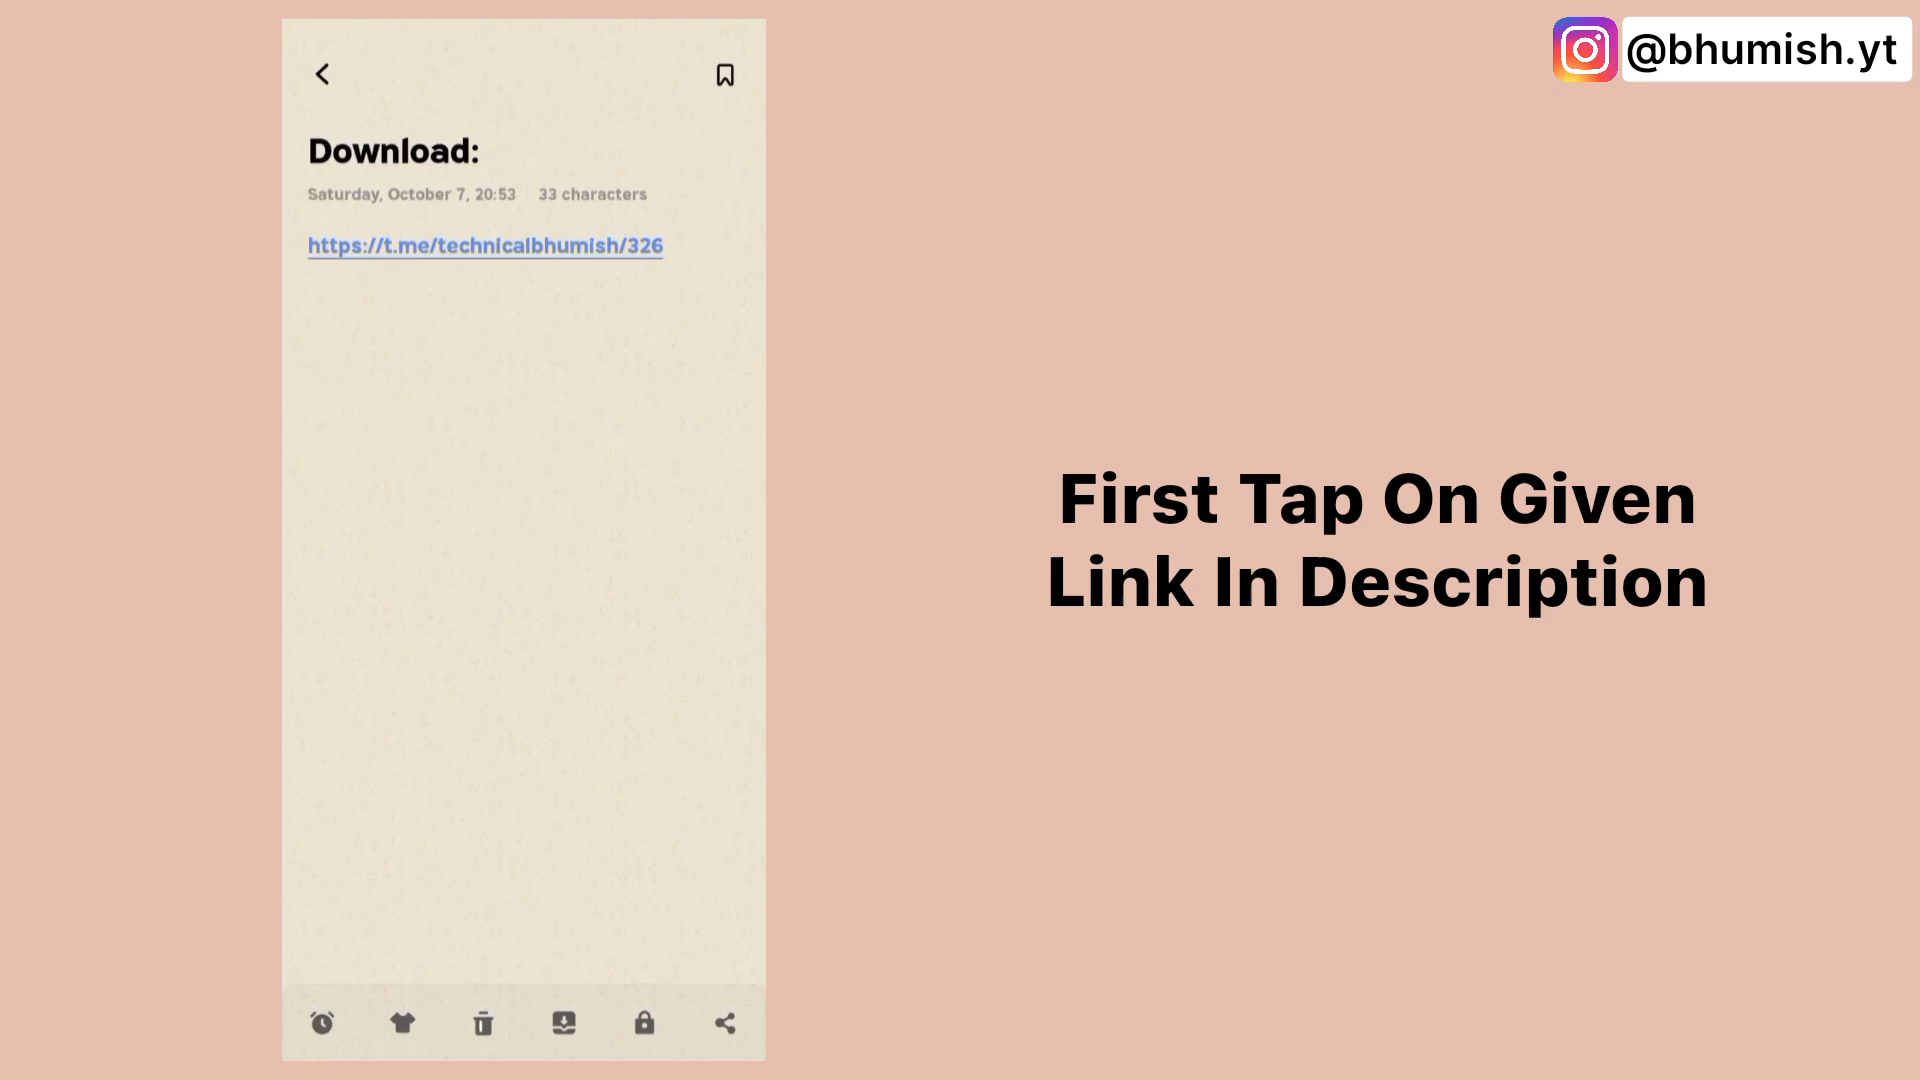 @bhumish.yt
Download:
Saturday, October 7, 20:53 33 characters
https://t.me/technicalbhumish/326
First Tap On Given
Link In Description